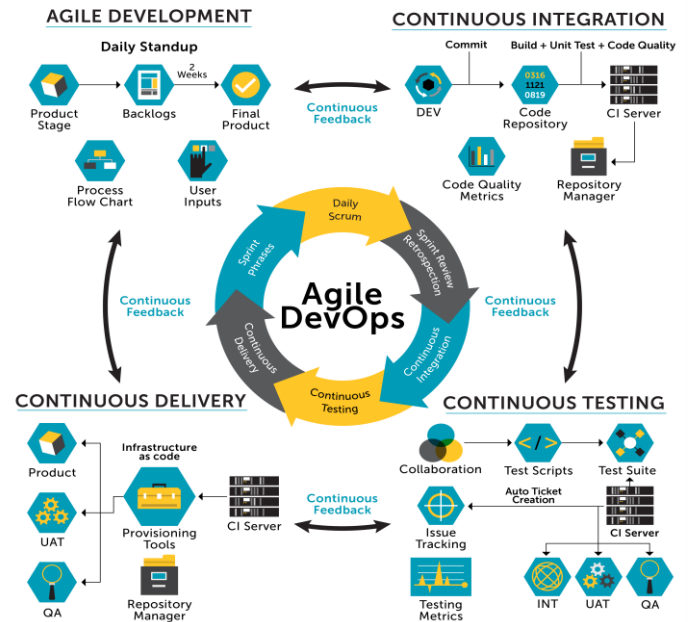 AGILE DEVELOPMENT
Daily Standup
2
Weeks
Product
Stage
Backlogs
Final
Product
Process
Flow Chart
User
Inputs
Continuous
Feedback
CONTINUOUS INTEGRATION
Commit
Build + Unit Test + Code Quality
0316
1121
0819
DEV
Code
Repository
CI Server
Code Quality
Metrics
Repository
Manager
Continuous
Feedback
Continuous
Feedback
Daily
Scrum
Sprint Review
Retrospection
Continuous
Integration
Continuous
Testing
Continuous
Delivery
Sprint
Phrases
Agile
DevOps
CONTINUOUS DELIVERY
Product
Infrastructure
as code
UAT
Provisioning
Tools
CI Server
QA
Repository
Manager
Continuous
Feedback
CONTINUOUS TESTING
Collaboration
</>
Test Scripts
Test Suite
Auto Ticket
Creation
Issue
Tracking
CI Server
Testing
Metrics
INT
UAT
QA